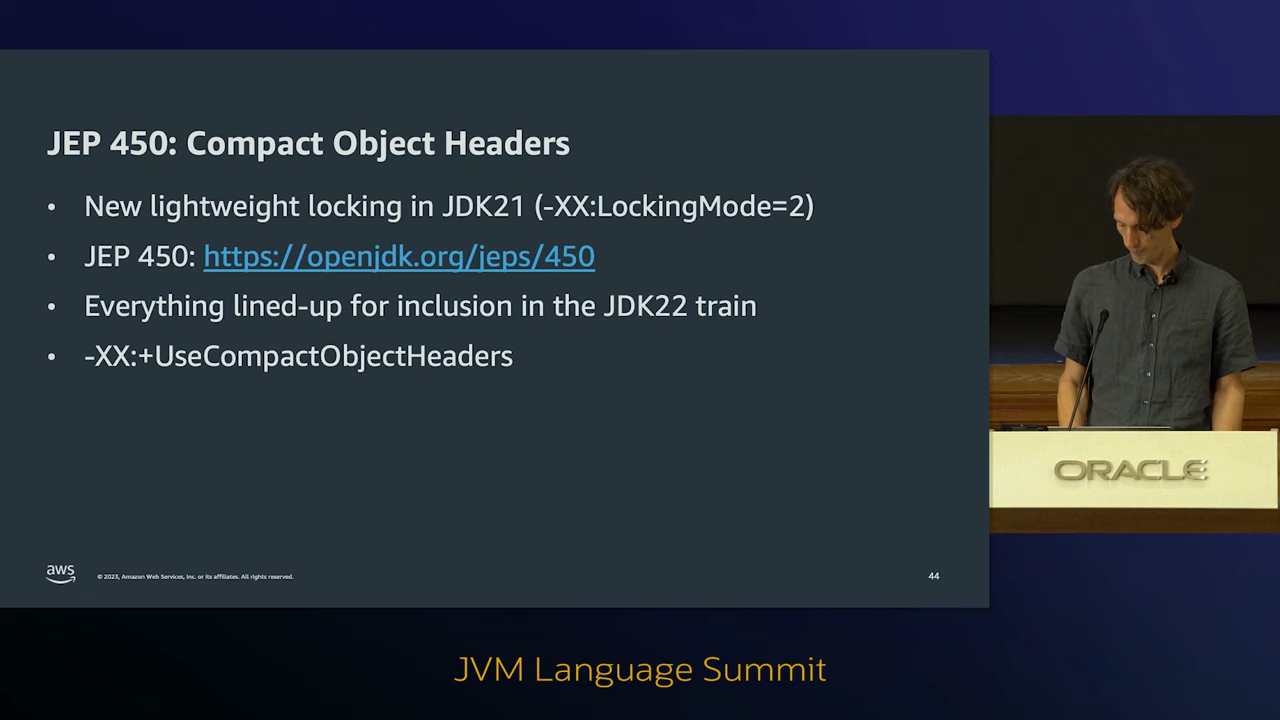 JEP 450: Compact Object Headers
• New lightweight locking in JDK21 (-XX:LockingMode=2)
• JEP 450: https://openjdk.org/jeps/450
• Everything lined-up for inclusion in the JDK22 train
• -XX:+UseCompactObjectHeaders
ORACLE
aws
© 2023, Amazon Web Services, Inc. or its affiliates. All rights reserved.
44
JVM Language Summit